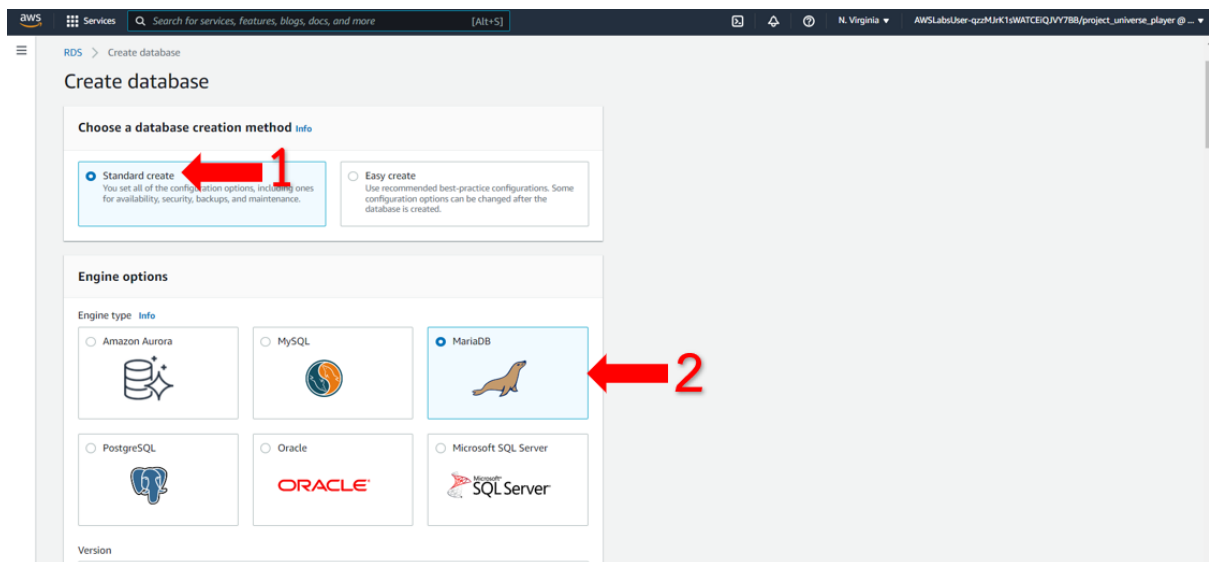 aws
Services
Search for services, features, blogs, docs, and more
[Alt+S]
N. Virginia
AWSLabsUser-qzzMJrK1sWATCEiQJVY7BB/project_universe_player @ ...
RDS > Create database
Create database
Choose a database creation method Info
Standard create
1
You set all of the configuration options, including ones
for availability, security, backups, and maintenance.
Easy create
Use recommended best-practice configurations. Some
configuration options can be changed after the
database is created.
Engine options
Engine type Info
Amazon Aurora
MySQL
MariaDB
2
PostgreSQL
Oracle
ORACLE
Microsoft SQL Server
Microsoft
SQL Server
Version